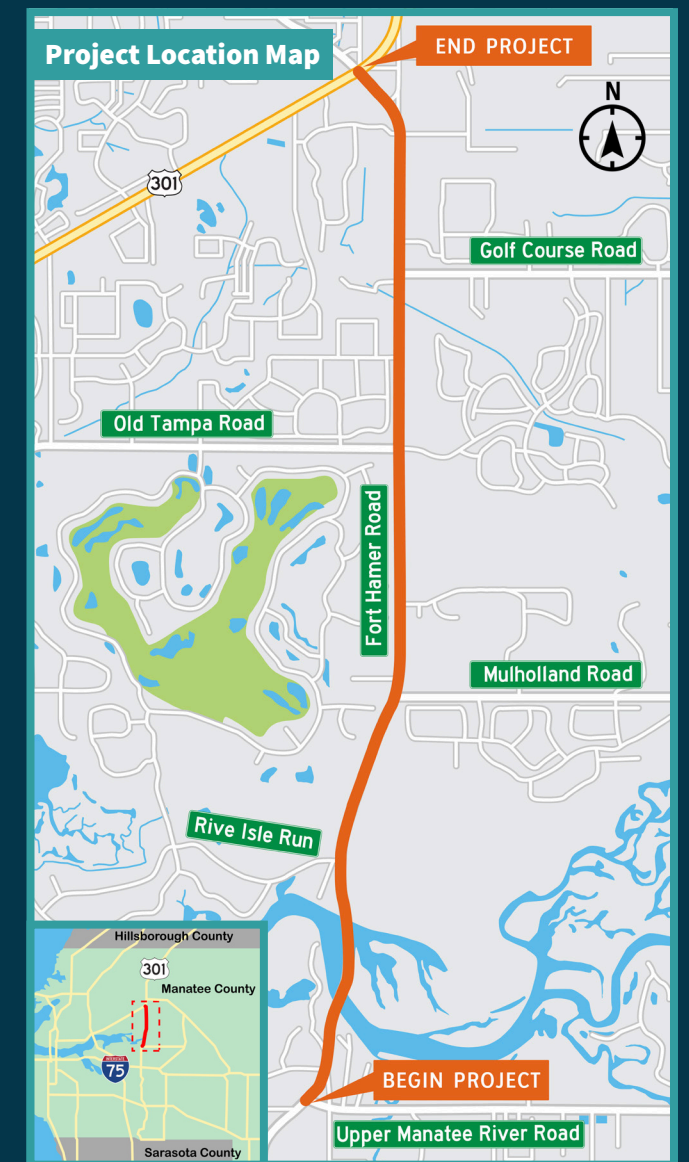 Project Location Map
END PROJECT
N
301
Golf Course Road
Old Tampa Road
Fort Hamer Road
Mulholland Road
Rive Isle Run
Hillsborough County
301
Manatee County
INTERSTATE
75
Sarasota County
BEGIN PROJECT
Upper Manatee River Road